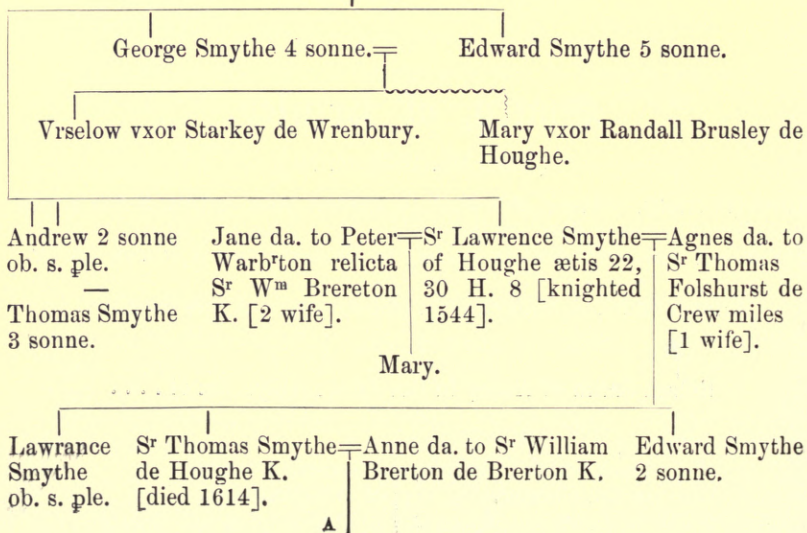 George Smythe 4 sonne.
Edward Smythe 5 sonne.
Vrselow vxor Starkey de Wrenbury.
Mary vxor Randall Brusley de
Houghe.
Andrew 2 sonne
ob. s. ꝑle.
—
Thomas Smythe
3 sonne.
Jane da. to Peter
Warbʳton relicta
Sʳ Wᵐ Brereton
K. [2 wife].
Sʳ Lawrence Smythe
of Houghe ætis 22,
30 H. 8 [knighted
1544].
Agnes da. to
Sʳ Thomas
Folshurst de
Crew miles
[1 wife].
Mary.
Lawrance
Smythe
ob. s. ꝑle.
Sʳ Thomas Smythe
de Houghe K.
[died 1614].
Anne da. to Sʳ William
Brerton de Brerton K.
Edward Smythe
2 sonne.
A